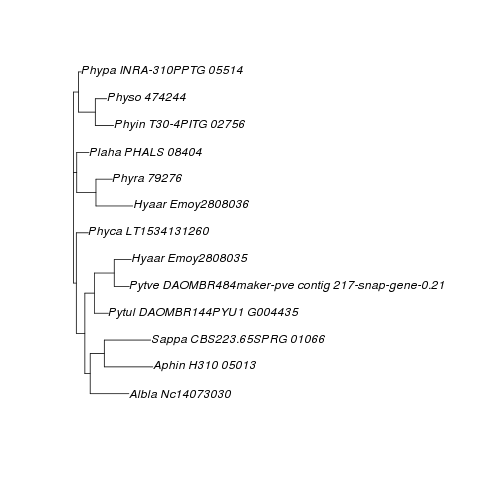 Phypa INRA-310PPTG 05514
Physo 474244
Phyin T30-4PITG 02756
Plaha PHALS 08404
Phyra 79276
Hyaar Emoy2808036
Phyca LT1534131260
Hyaar Emoy2808035
Pytve DAOMBR484maker-pve contig 217-snap-gene-0.21
Pytul DAOMBR144PYU1 G004435
Sappa CBS223.65SPRG 01066
Aphin H310 05013
Albla Nc14073030